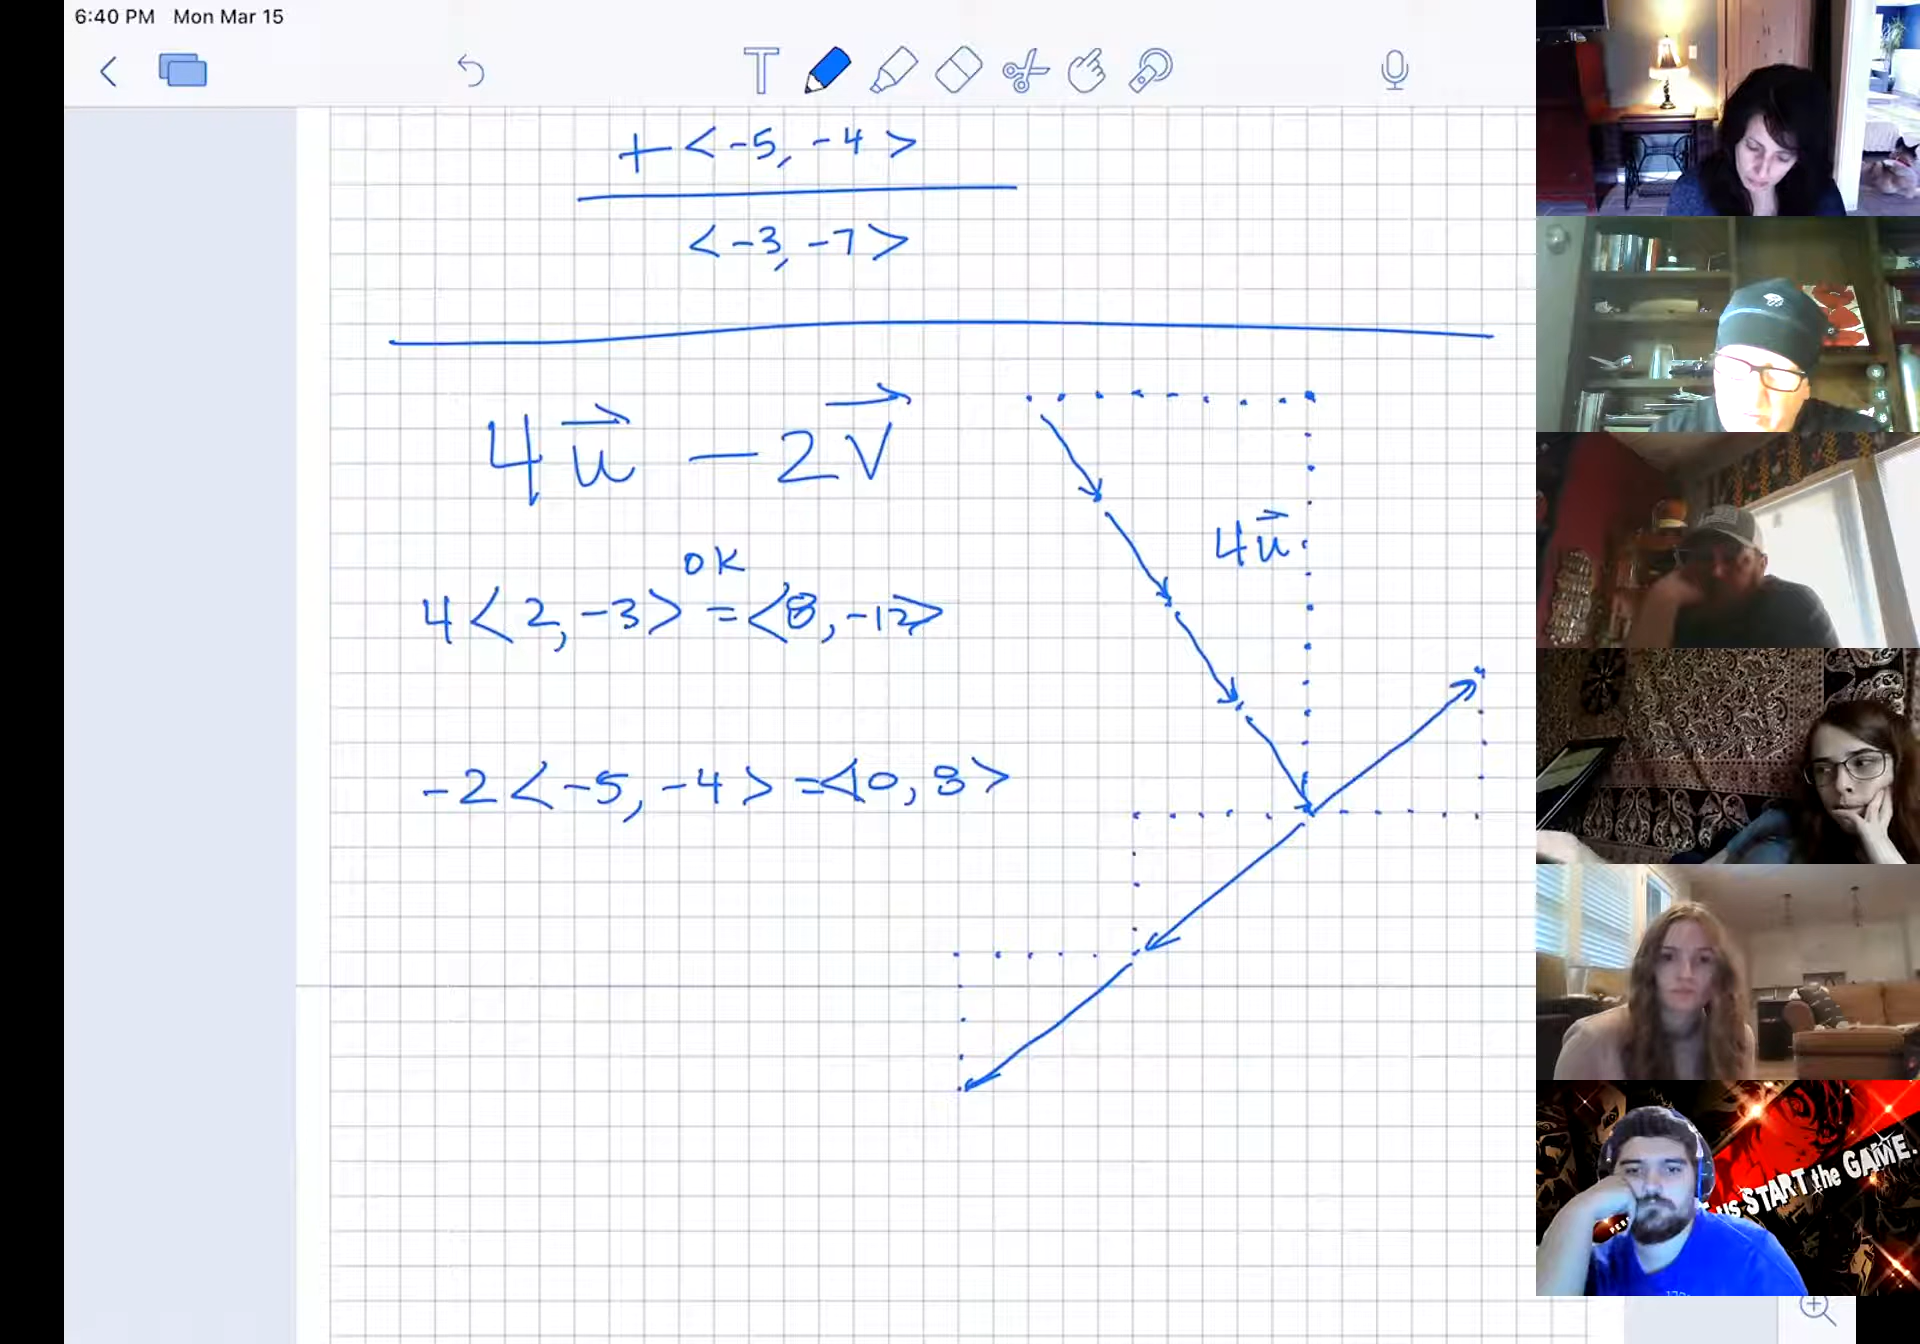 6:40 PM Mon Mar 15
T
+ < -5, -4 >
< -3, -7 >
4u⃗ - 2v⃗
4u⃗
OK
4 < 2, -3 > = <8, -12>
-2 < -5, -4 > = <10, 8 >
START the GAME.